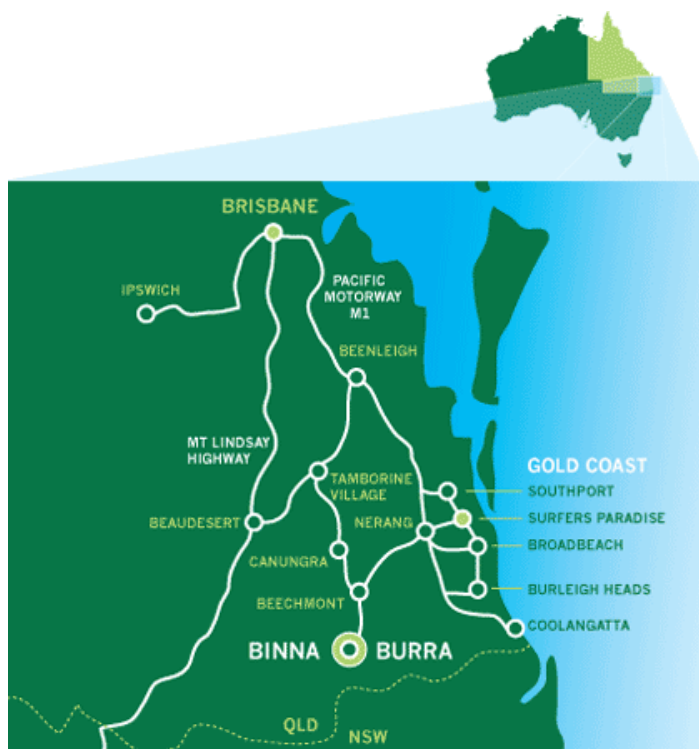 BRISBANE
IPSWICH
PACIFIC
MOTORWAY
M1
BEENLEIGH
MT LINDSAY
HIGHWAY
GOLD COAST
TAMBORINE
VILLAGE
SOUTHPORT
BEAUDESERT
NERANG
SURFERS PARADISE
BROADBEACH
CANUNGRA
BEECHMONT
BURLEIGH HEADS
COOLANGATTA
BINNA BURRA
QLD
NSW